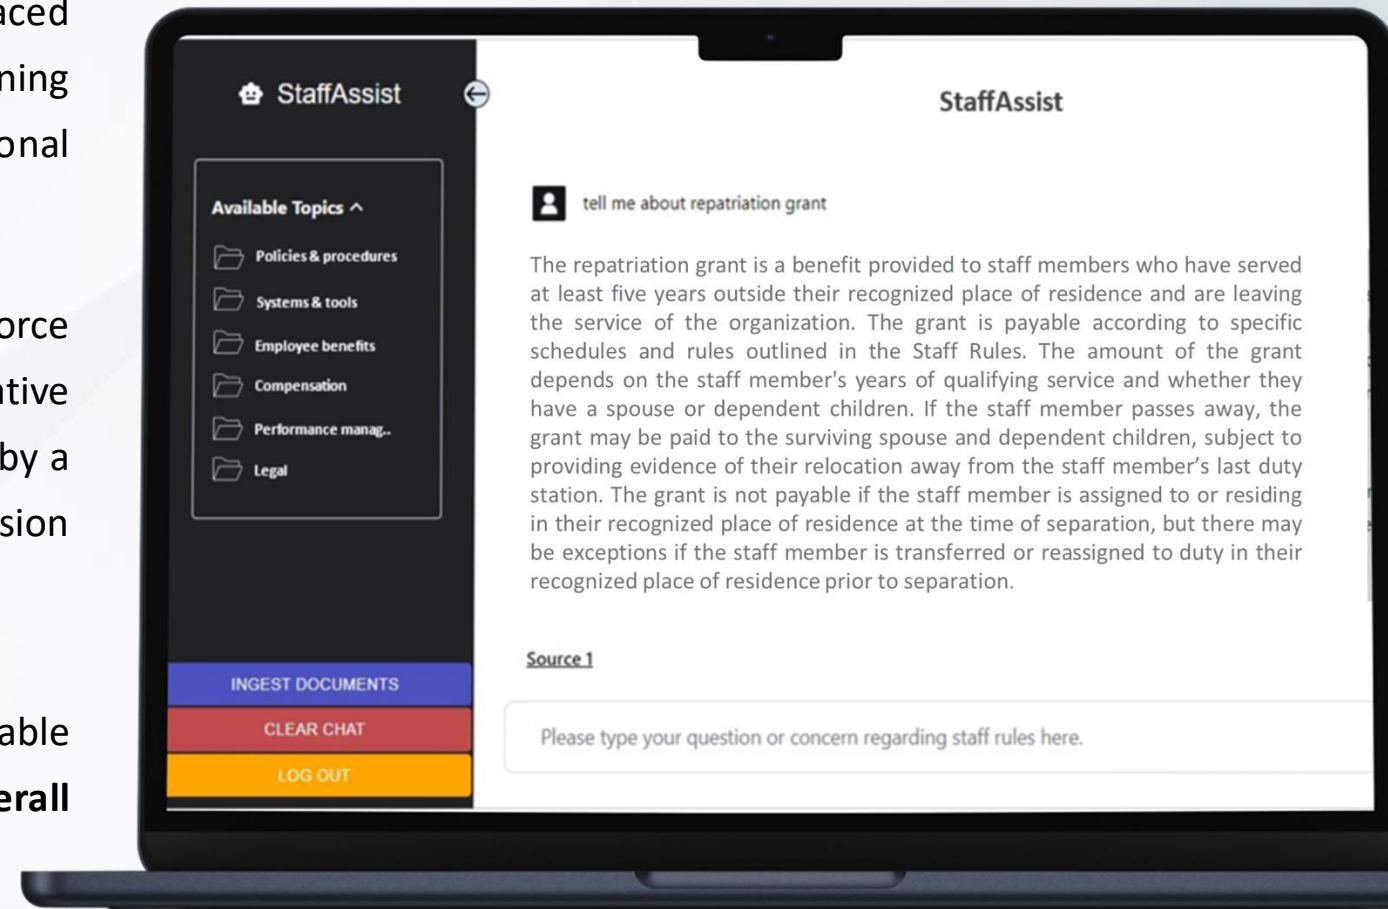 aced
ning
onal
orce
ative
by a
sion
able
erall
StaffAssist
Available Topics
Policies & procedures
Systems & tools
Employee benefits
Compensation
Performance manag..
Legal
INGEST DOCUMENTS
CLEAR CHAT
LOG OUT
StaffAssist
tell me about repatriation grant
The repatriation grant is a benefit provided to staff members who have served
at least five years outside their recognized place of residence and are leaving
the service of the organization. The grant is payable according to specific
schedules and rules outlined in the Staff Rules. The amount of the grant
depends on the staff member's years of qualifying service and whether they
have a spouse or dependent children. If the staff member passes away, the
grant may be paid to the surviving spouse and dependent children, subject to
providing evidence of their relocation away from the staff member’s last duty
station. The grant is not payable if the staff member is assigned to or residing
in their recognized place of residence at the time of separation, but there may
be exceptions if the staff member is transferred or reassigned to duty in their
recognized place of residence prior to separation.
Source 1
Please type your question or concern regarding staff rules here.